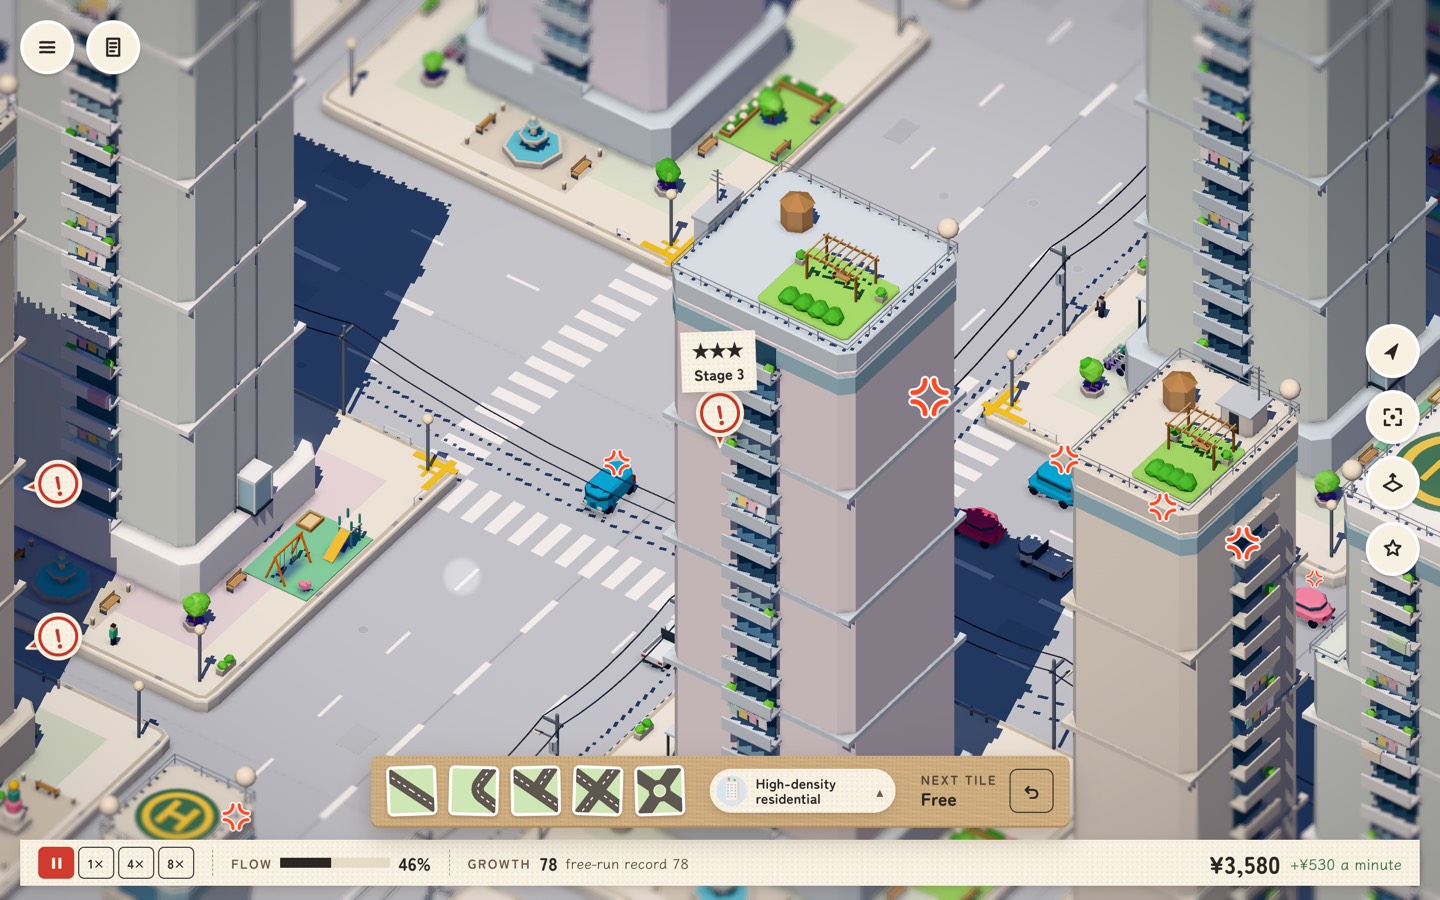 ★★★
Stage 3
!
!
!
H
High-density
residential
▲
NEXT TILE
Free
1×
4×
8×
FLOW
46%
GROWTH 78 free-run record 78
¥3,580 +¥530 a minute